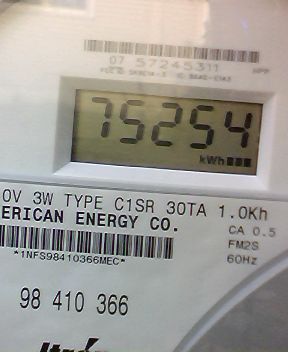 07 57245311
75254
kWh
0V 3W TYPE C1SR 30TA 1.0Kh
ERICAN ENERGY CO.
CA 0.5
FM2S
60Hz
*1NFS98410366MEC*
98 410 366
Itrón